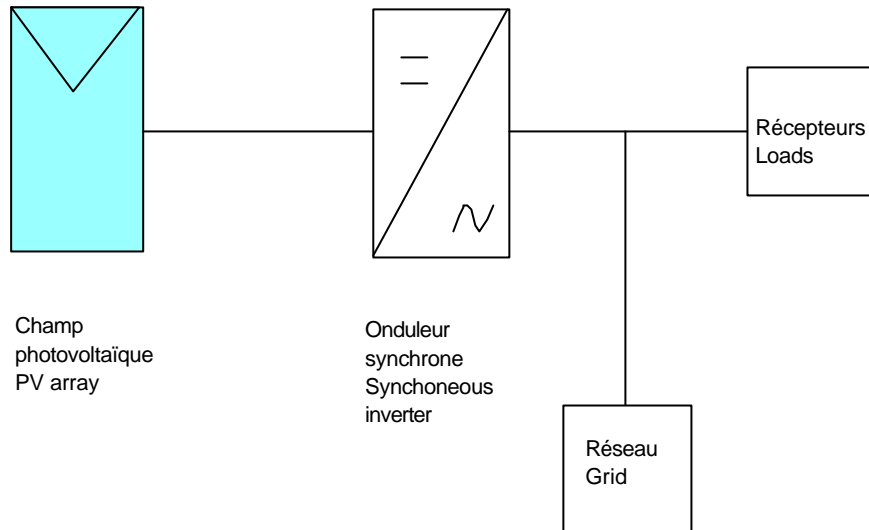 Récepteurs
Loads
Champ
photovoltaïque
PV array
Onduleur
synchrone
Synchoneous
inverter
Réseau
Grid